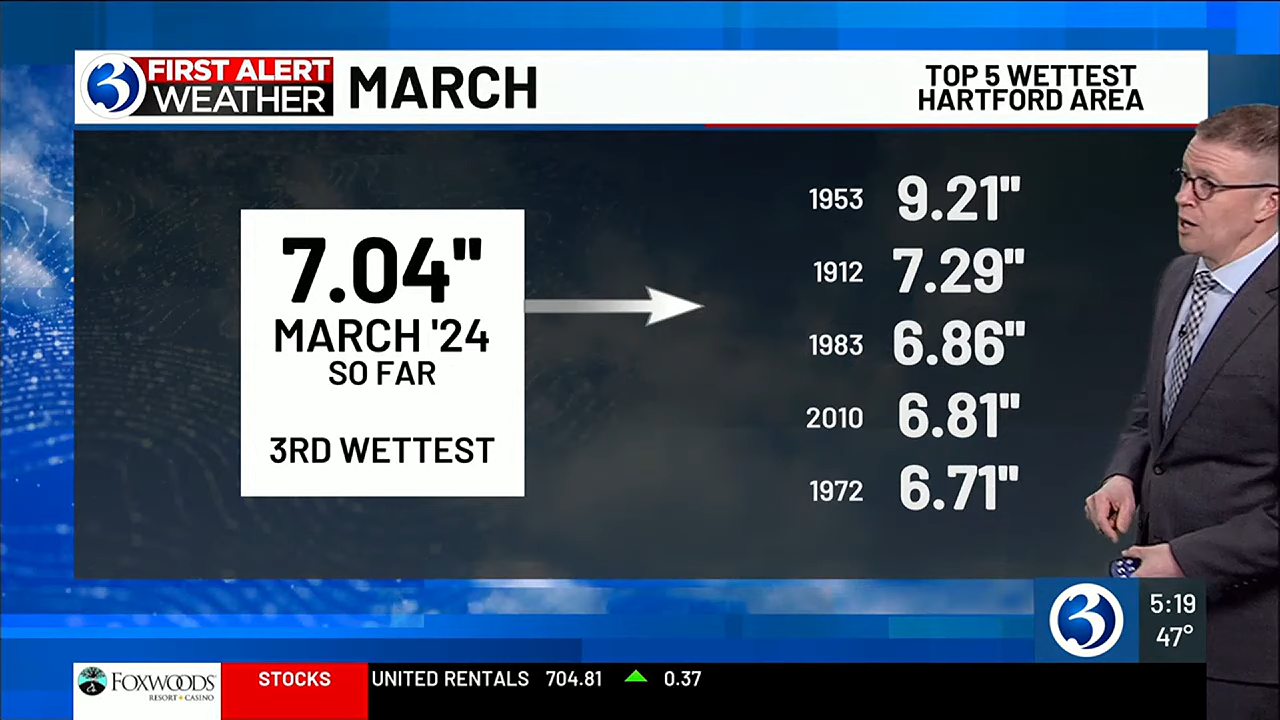 3 FIRST ALERT
WEATHER
MARCH
TOP 5 WETTEST
HARTFORD AREA
7.04"
MARCH '24
SO FAR
3RD WETTEST
1953 9.21"
1912 7.29"
1983 6.86"
2010 6.81"
1972 6.71"
3
5:19
47°
FOXWOODS
RESORT • CASINO
STOCKS
UNITED RENTALS 704.81 0.37